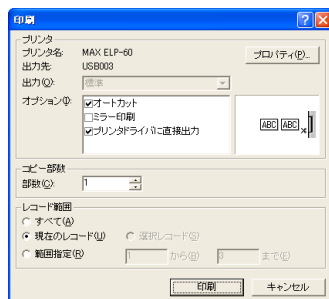 印刷
プリンタ
プリンタ名: MAX ELP-60
プロパティ(P)...
出力先: USB003
出力(O): 標準
オプション(I):
オートカット
ミラー印刷
プリンタドライバに直接出力
ABC ABC
コピー部数
部数(C): 1
レコード範囲
すべて(A)
現在のレコード(U) 選択レコード(S)
範囲指定(R) 1 から(B) 3 まで(E)
印刷 キャンセル